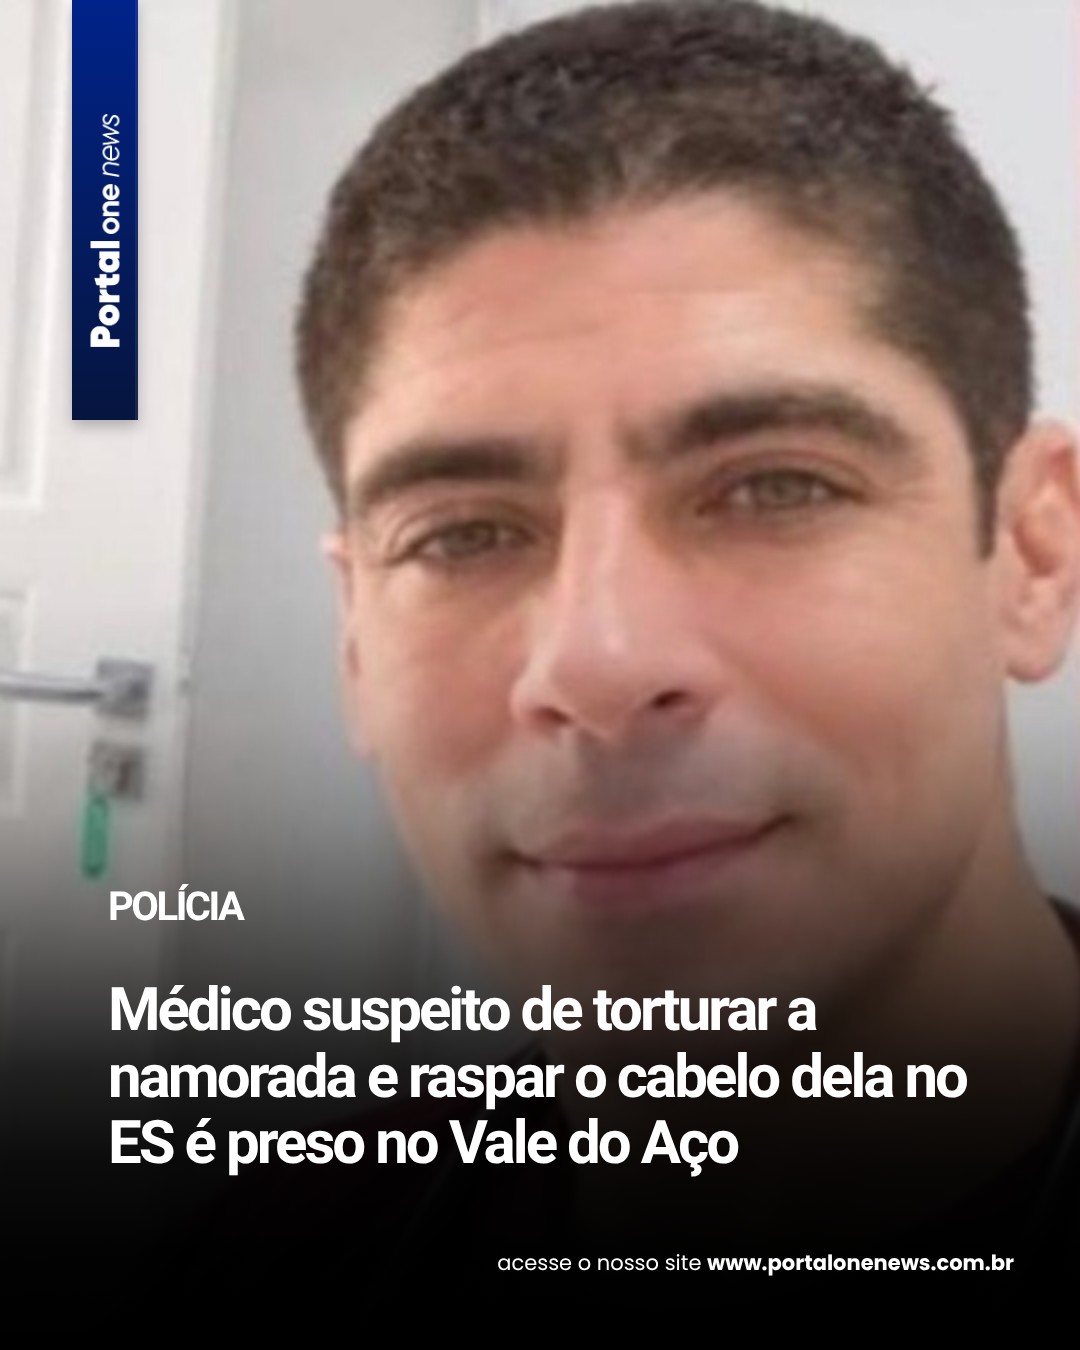 Portal one news
POLÍCIA
Médico suspeito de torturar a
namorada e raspar o cabelo dela no
ES é preso no Vale do Aço
acesse o nosso site www.portalonenews.com.br